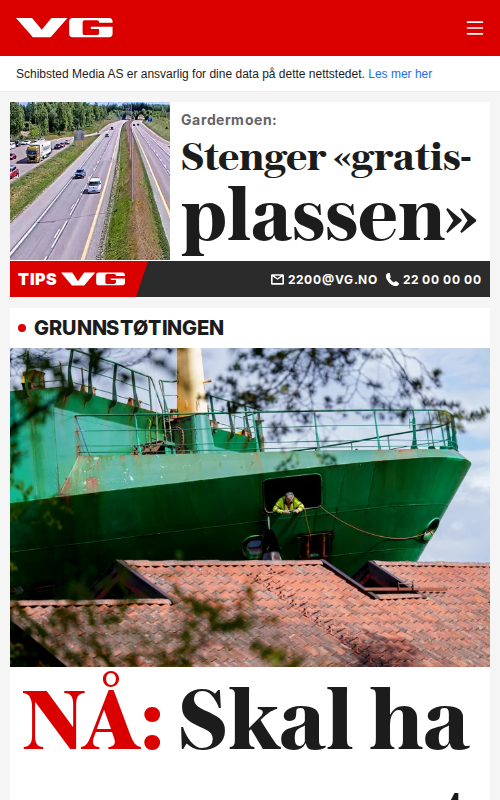 VG
Schibsted Media AS er ansvarlig for dine data på dette nettstedet. Les mer her
Gardermoen:
Stenger «gratis-
plassen»
TIPS VG 2200@VG.NO 22 00 00 00
GRUNNSTØTINGEN
NÅ: Skal ha